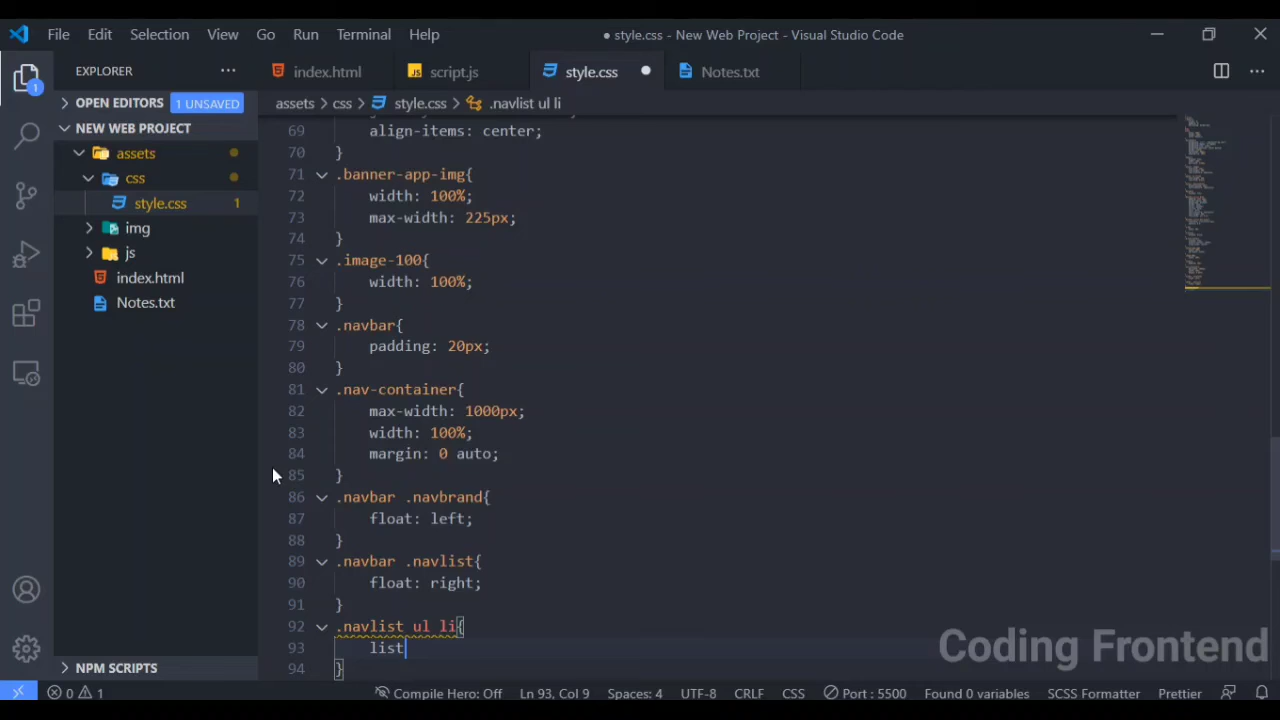 File Edit Selection View Go Run Terminal Help
● style.css - New Web Project - Visual Studio Code
EXPLORER
index.html
JS script.js
style.css
Notes.txt
OPEN EDITORS 1 UNSAVED
assets > css > style.css > .navlist ul li
NEW WEB PROJECT
assets
css
style.css 1
img
js
index.html
Notes.txt
NPM SCRIPTS
69 align-items: center;
70 }
71 .banner-app-img{
72 width: 100%;
73 max-width: 225px;
74 }
75 .image-100{
76 width: 100%;
77 }
78 .navbar{
79 padding: 20px;
80 }
81 .nav-container{
82 max-width: 1000px;
83 width: 100%;
84 margin: 0 auto;
85 }
86 .navbar .navbrand{
87 float: left;
88 }
89 .navbar .navlist{
90 float: right;
91 }
92 .navlist ul li{
93 list
94 }
Coding Frontend
0 1 Compile Hero: Off Ln 93, Col 9 Spaces: 4 UTF-8 CRLF CSS Port : 5500 Found 0 variables SCSS Formatter Prettier